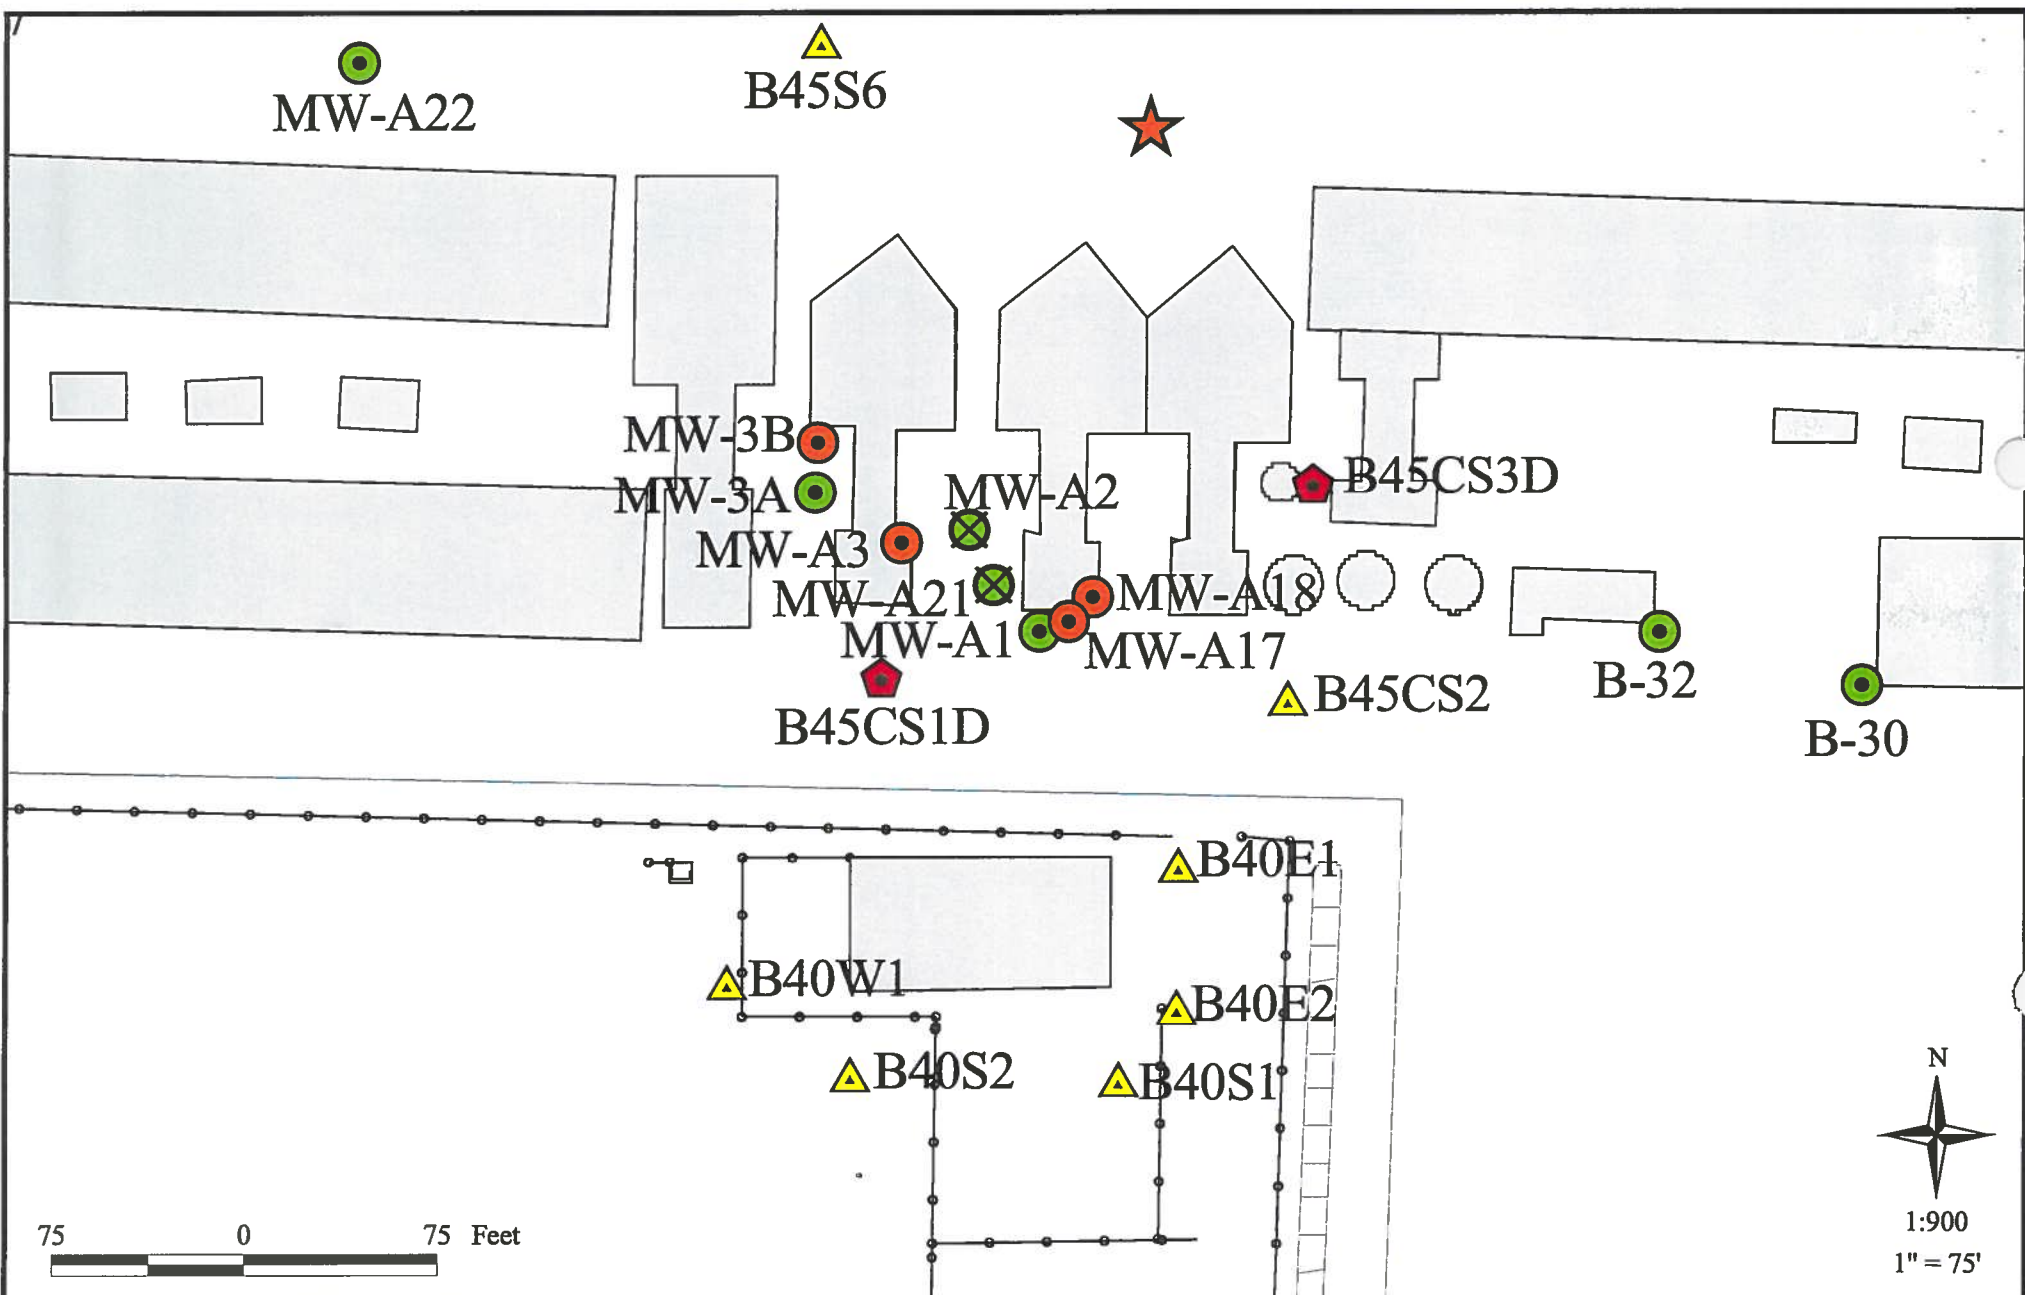 MW-A22
B45S6
MW-3B
MW-3A
MW-A2
B45CS3D
MW-A3
MW-A21
MW-A18
MW-A1
MW-A17
B-32
B45CS2
B45CS1D
B-30
B40E1
B40W1
B40E2
B40S2
B40S1
N
75 0 75 Feet
1:900
1" = 75'